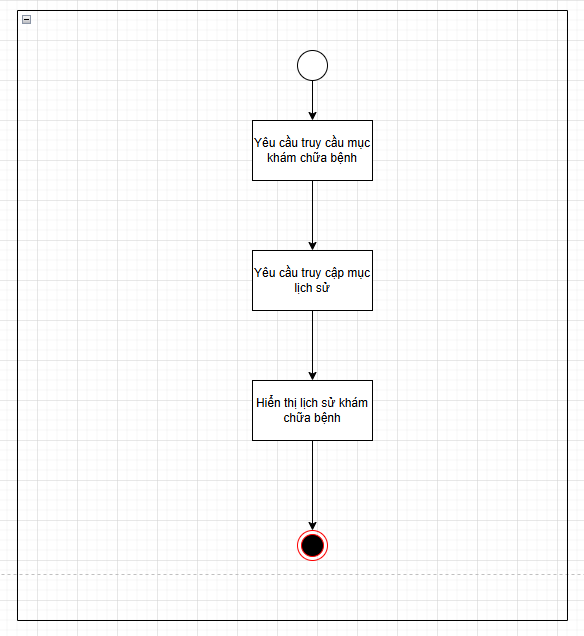 Yêu cầu truy cầu mục
khám chữa bệnh
Yêu cầu truy cập mục
lịch sử
Hiển thị lịch sử khám
chữa bệnh